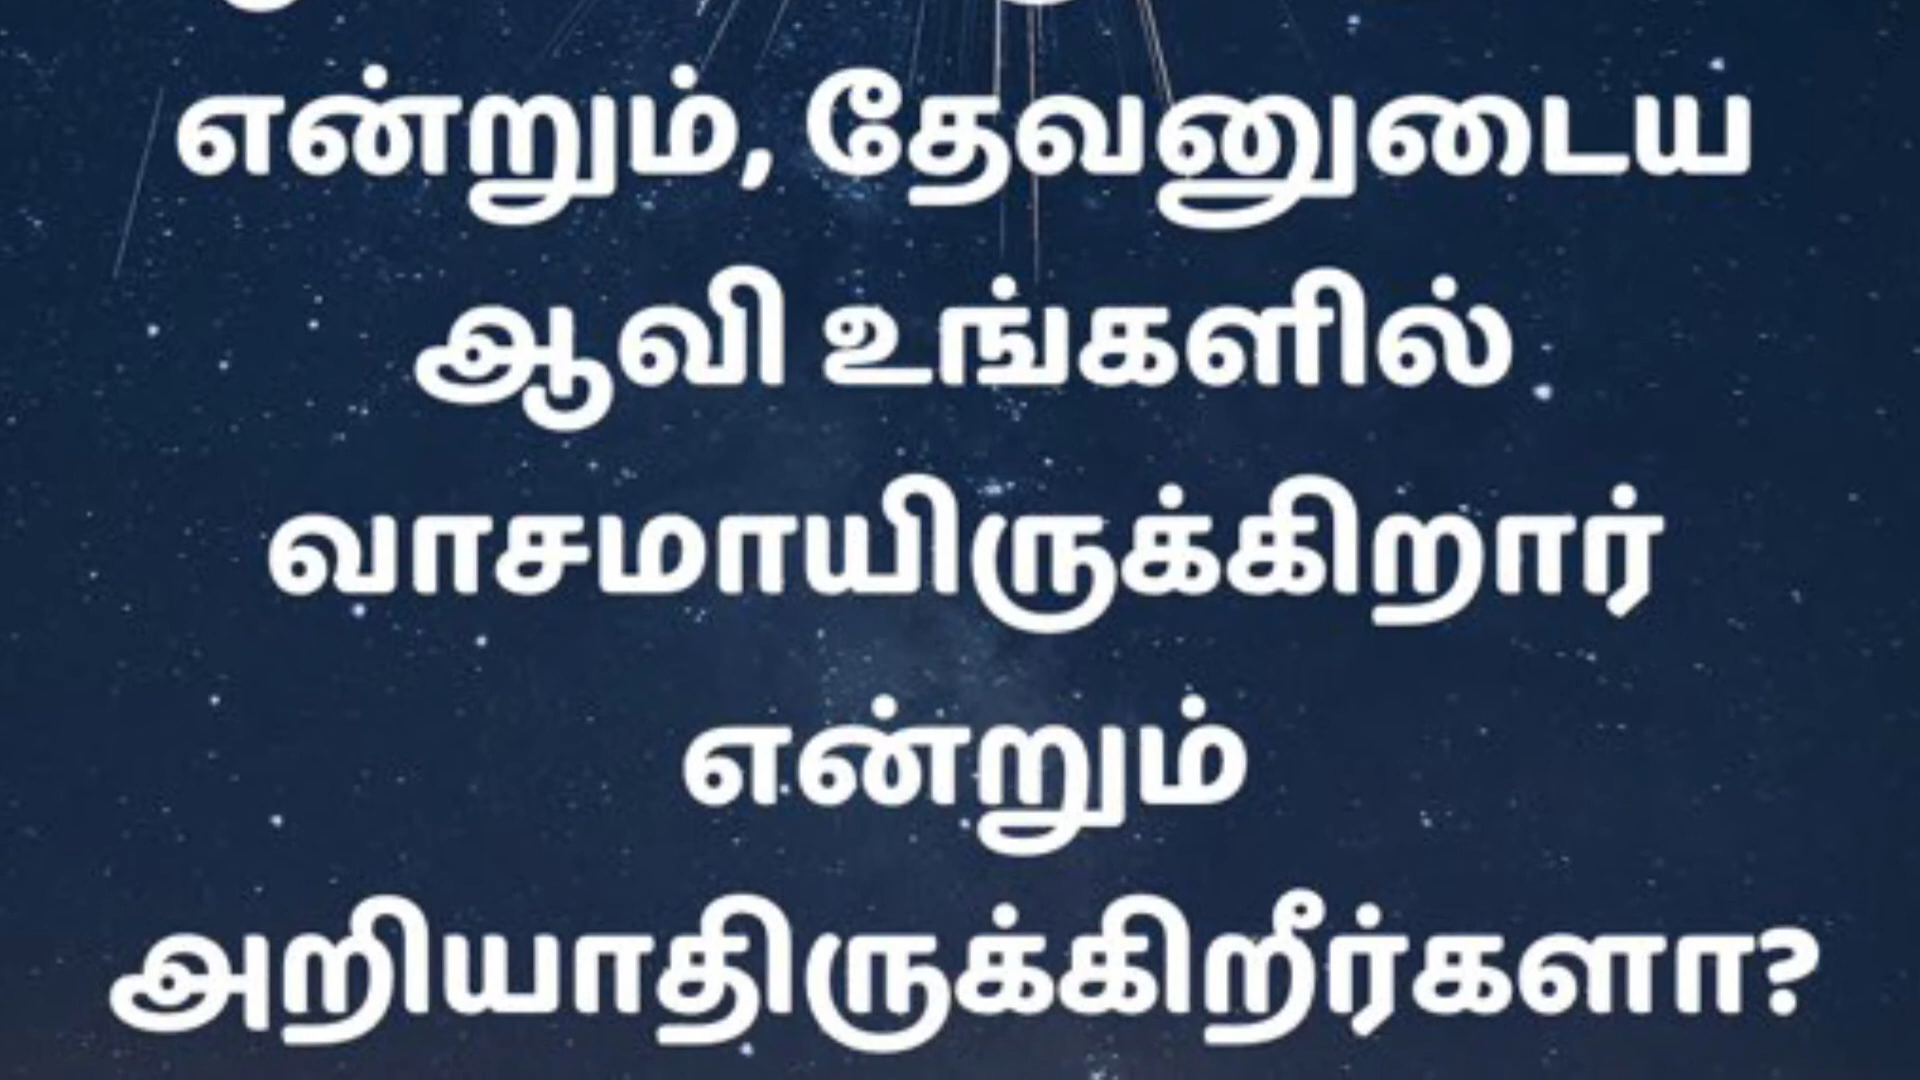 என்றும், தேவனுடைய
ஆவி உங்களில்
வாசமாயிருக்கிறார்
என்றும்
அறியாதிருக்கிறீர்களா?